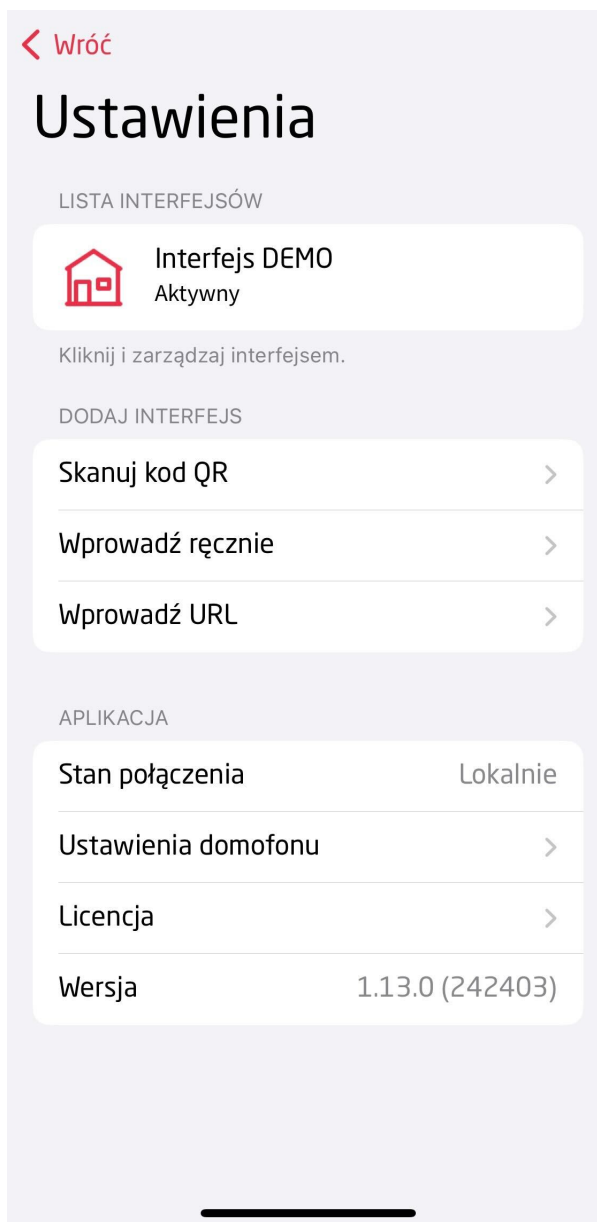 Wróć
Ustawienia
LISTA INTERFEJSÓW
Interfejs DEMO
Aktywny
Kliknij i zarządzaj interfejsem.
DODAJ INTERFEJS
Skanuj kod QR
Wprowadź ręcznie
Wprowadź URL
APLIKACJA
Stan połączenia Lokalnie
Ustawienia domofonu
Licencja
Wersja 1.13.0 (242403)